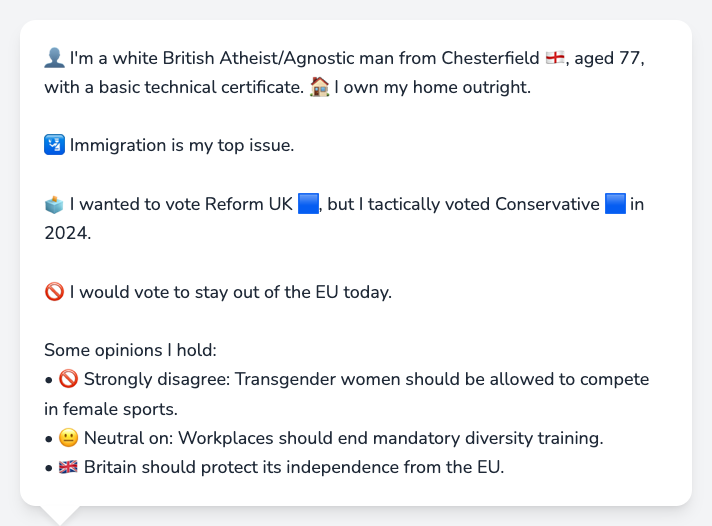 👤 I'm a white British Atheist/Agnostic man from Chesterfield 🏴󠁧󠁢󠁥󠁮󠁧󠁿, aged 77,
with a basic technical certificate. 🏠 I own my home outright.
🛂 Immigration is my top issue.
🗳️ I wanted to vote Reform UK 🟦, but I tactically voted Conservative 🟦 in
2024.
🚫 I would vote to stay out of the EU today.
Some opinions I hold:
• 🚫 Strongly disagree: Transgender women should be allowed to compete
in female sports.
• 😐 Neutral on: Workplaces should end mandatory diversity training.
• 🇬🇧 Britain should protect its independence from the EU.